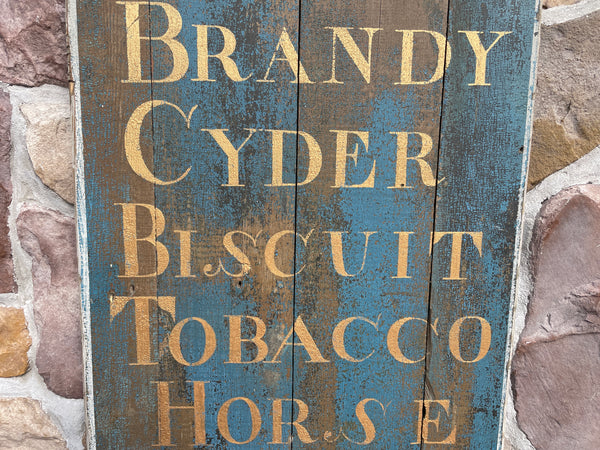 BRANDY
CYDER
BISCUIT
TOBACCO
HORSE